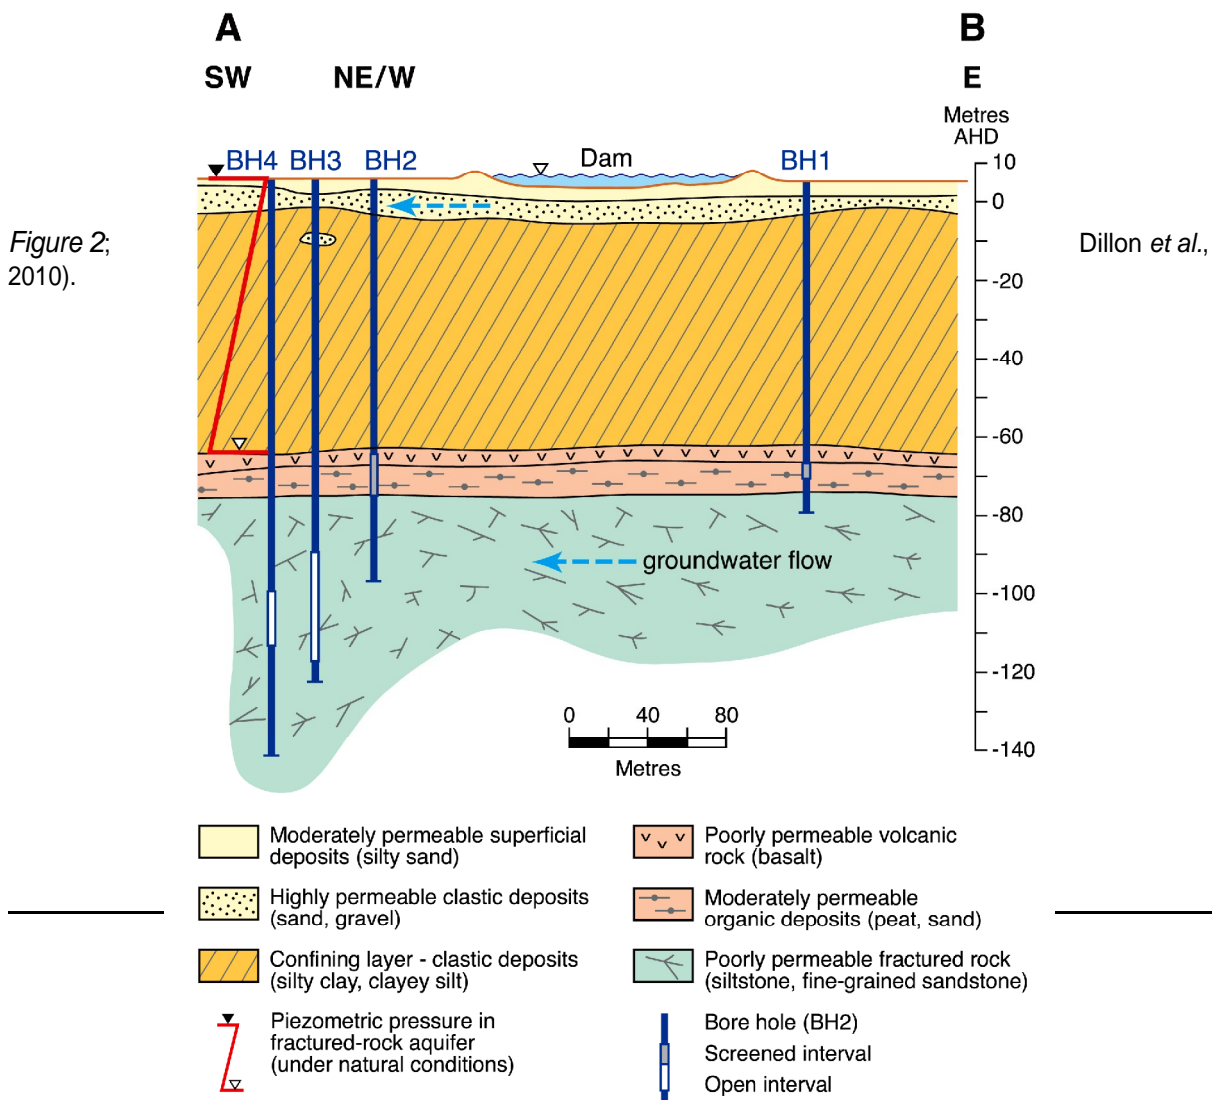 A B
SW NE/W E
Metres
AHD
BH4 BH3 BH2 Dam BH1
10
0
Figure 2; Dillon et al.,
2010).
-20
-40
-60
-80
groundwater flow
-100
-120
0 40 80
-140
Metres
Moderately permeable superficial
deposits (silty sand)
Poorly permeable volcanic
rock (basalt)
Highly permeable clastic deposits
(sand, gravel)
Moderately permeable
organic deposits (peat, sand)
Confining layer - clastic deposits
(silty clay, clayey silt)
Poorly permeable fractured rock
(siltstone, fine-grained sandstone)
Piezometric pressure in
fractured-rock aquifer
(under natural conditions)
Bore hole (BH2)
Screened interval
Open interval